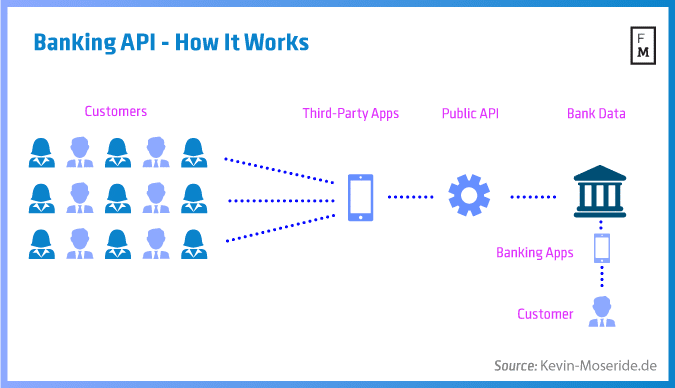 Banking API - How It Works
F
M
Customers
Third-Party Apps
Public API
Bank Data
Banking Apps
Customer
Source: Kevin-Moseride.de